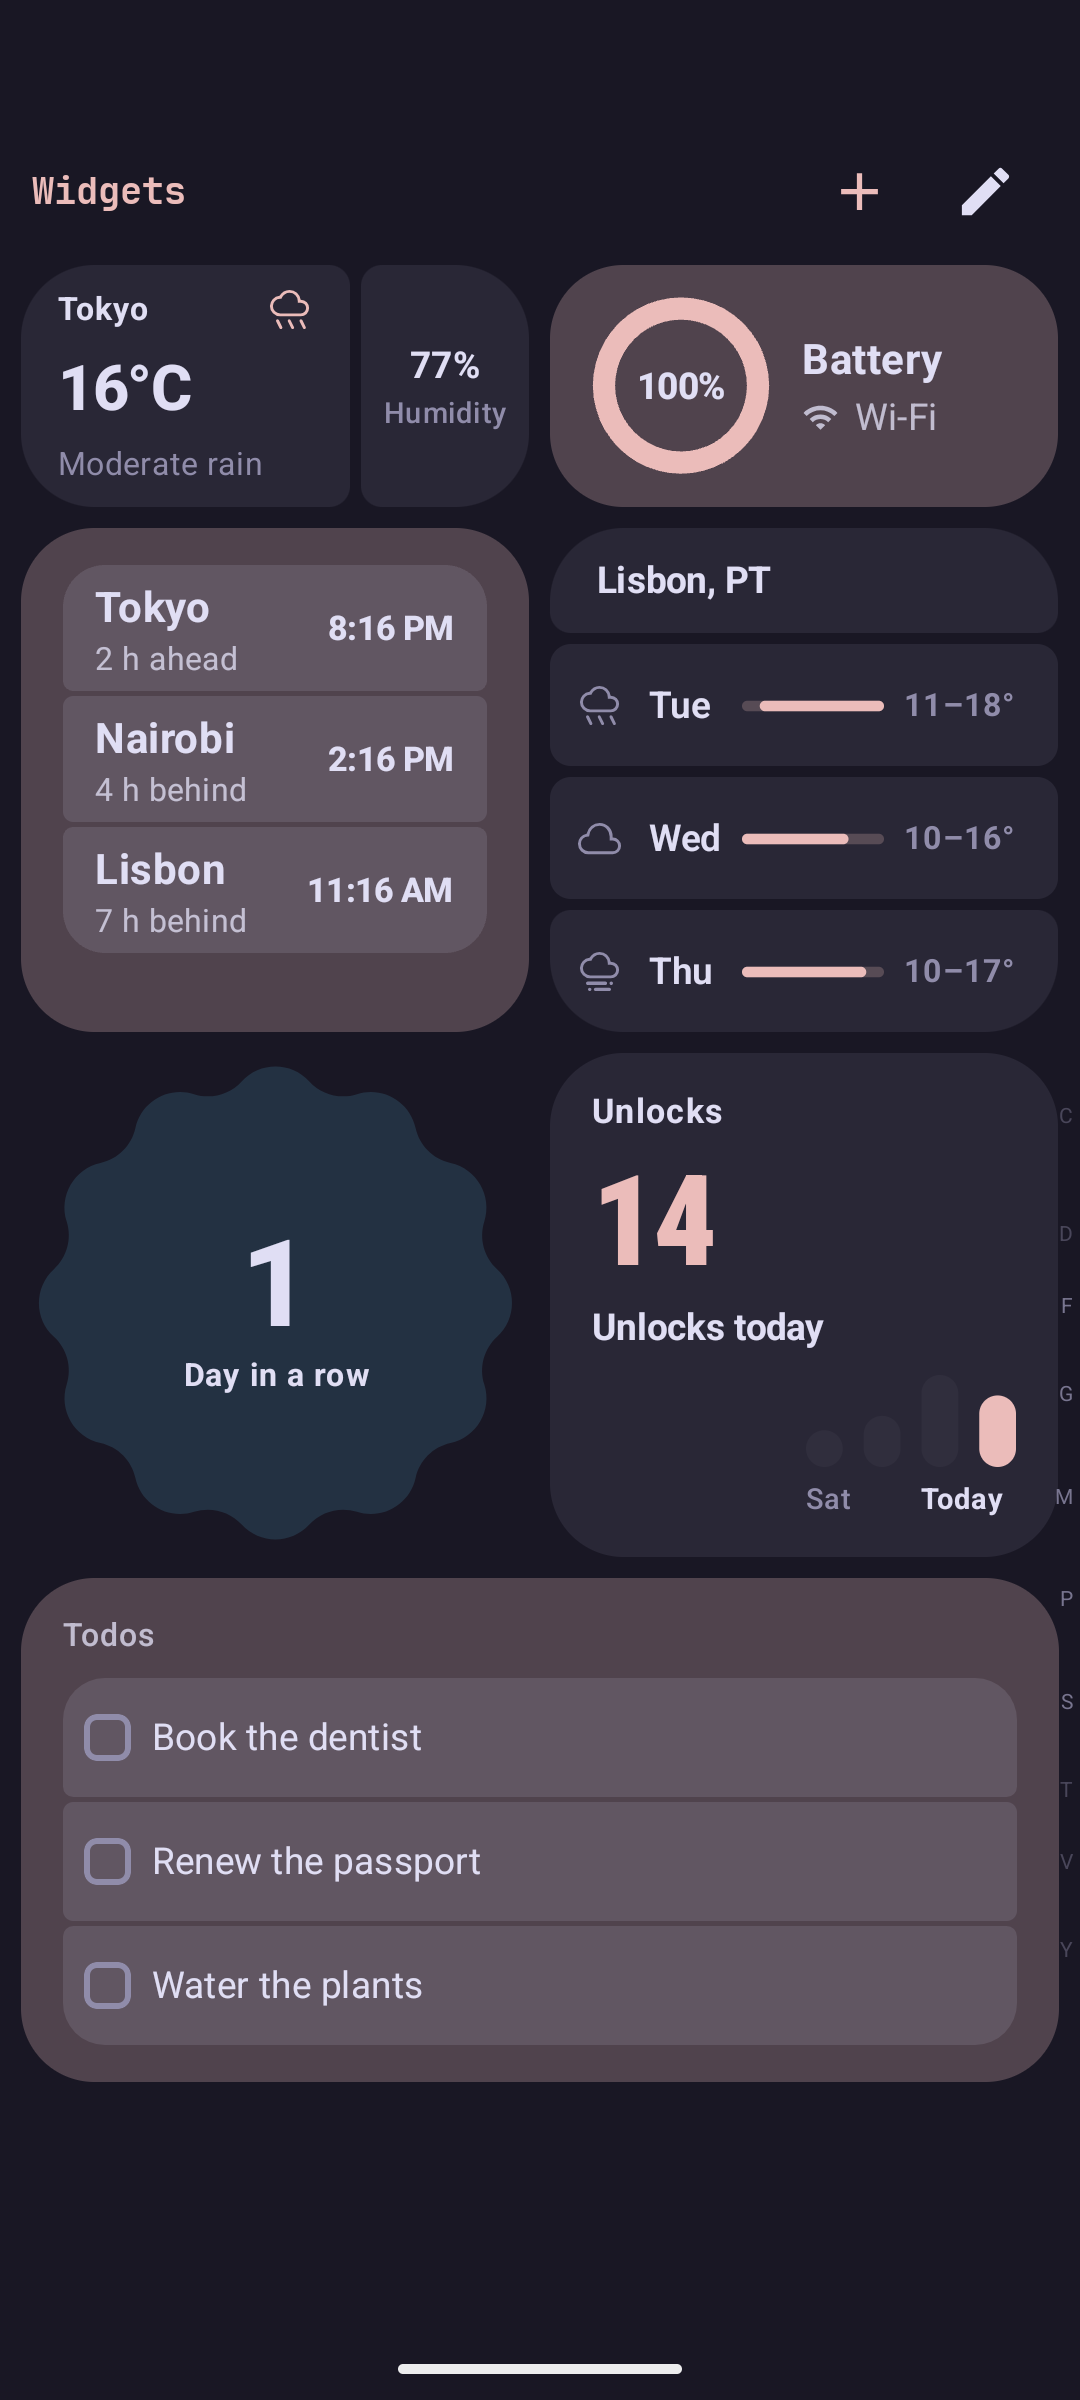 Widgets
Tokyo
16°C
Moderate rain
77%
Humidity
100%
Battery
Wi-Fi
Tokyo
2 h ahead
8:16 PM
Nairobi
4 h behind
2:16 PM
Lisbon
7 h behind
11:16 AM
Lisbon, PT
Tue
11–18°
Wed
10–16°
Thu
10–17°
1
Day in a row
Unlocks
14
Unlocks today
Sat
Today
Todos
Book the dentist
Renew the passport
Water the plants
C
D
F
G
M
P
S
T
V
Y